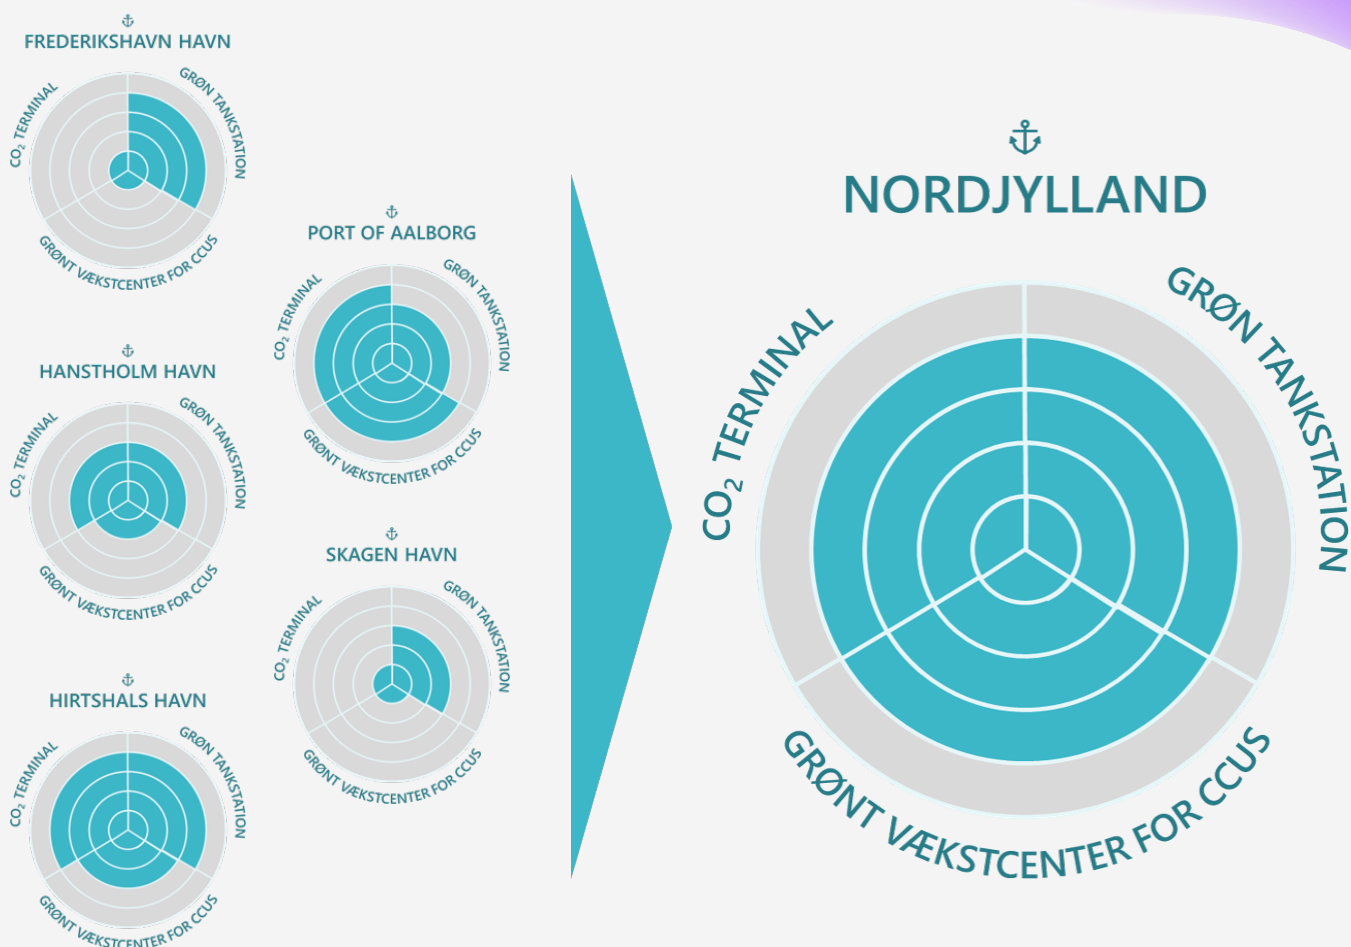 FREDERIKSHAVN HAVN
CO₂ TERMINAL
GRØN TANKSTATION
GRØNT VÆKSTCENTER FOR CCUS
HANSTHOLM HAVN
CO₂ TERMINAL
GRØN TANKSTATION
GRØNT VÆKSTCENTER FOR CCUS
HIRTSHALS HAVN
CO₂ TERMINAL
GRØN TANKSTATION
GRØNT VÆKSTCENTER FOR CCUS
PORT OF AALBORG
CO₂ TERMINAL
GRØN TANKSTATION
GRØNT VÆKSTCENTER FOR CCUS
SKAGEN HAVN
CO₂ TERMINAL
GRØN TANKSTATION
GRØNT VÆKSTCENTER FOR CCUS
NORDJYLLAND
CO₂ TERMINAL
GRØN TANKSTATION
GRØNT VÆKSTCENTER FOR CCUS